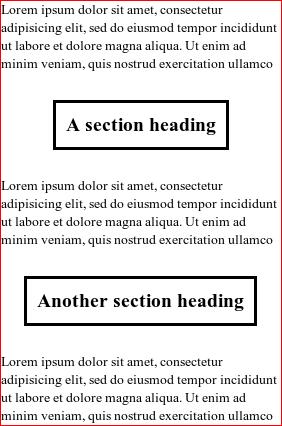 Lorem ipsum dolor sit amet, consectetur
adipisicing elit, sed do eiusmod tempor incididunt
ut labore et dolore magna aliqua. Ut enim ad
minim veniam, quis nostrud exercitation ullamco
A section heading
Lorem ipsum dolor sit amet, consectetur
adipisicing elit, sed do eiusmod tempor incididunt
ut labore et dolore magna aliqua. Ut enim ad
minim veniam, quis nostrud exercitation ullamco
Another section heading
Lorem ipsum dolor sit amet, consectetur
adipisicing elit, sed do eiusmod tempor incididunt
ut labore et dolore magna aliqua. Ut enim ad
minim veniam, quis nostrud exercitation ullamco